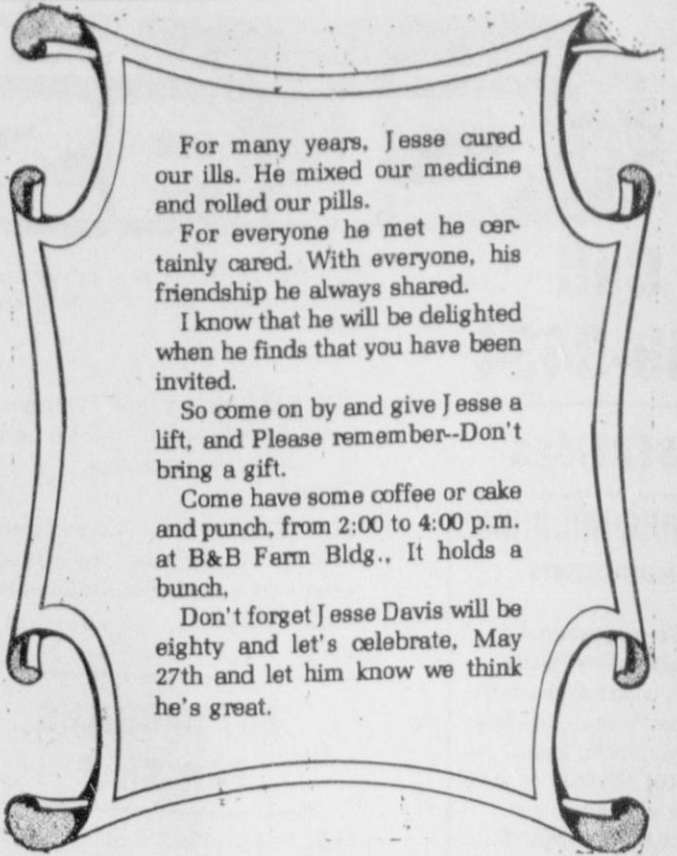 For many years, Jesse cured
our ills. He mixed our medicine
and rolled our pills.
For everyone he met he cer-
tainly cared. With everyone, his
friendship he always shared.
I know that he will be delighted
when he finds that you have been
invited.
So come on by and give Jesse a
lift, and Please remember--Don't
bring a gift.
Come have some coffee or cake
and punch, from 2:00 to 4:00 p.m.
at B&B Farm Bldg., It holds a
bunch,
Don't forget Jesse Davis will be
eighty and let's celebrate, May
27th and let him know we think
he's great.